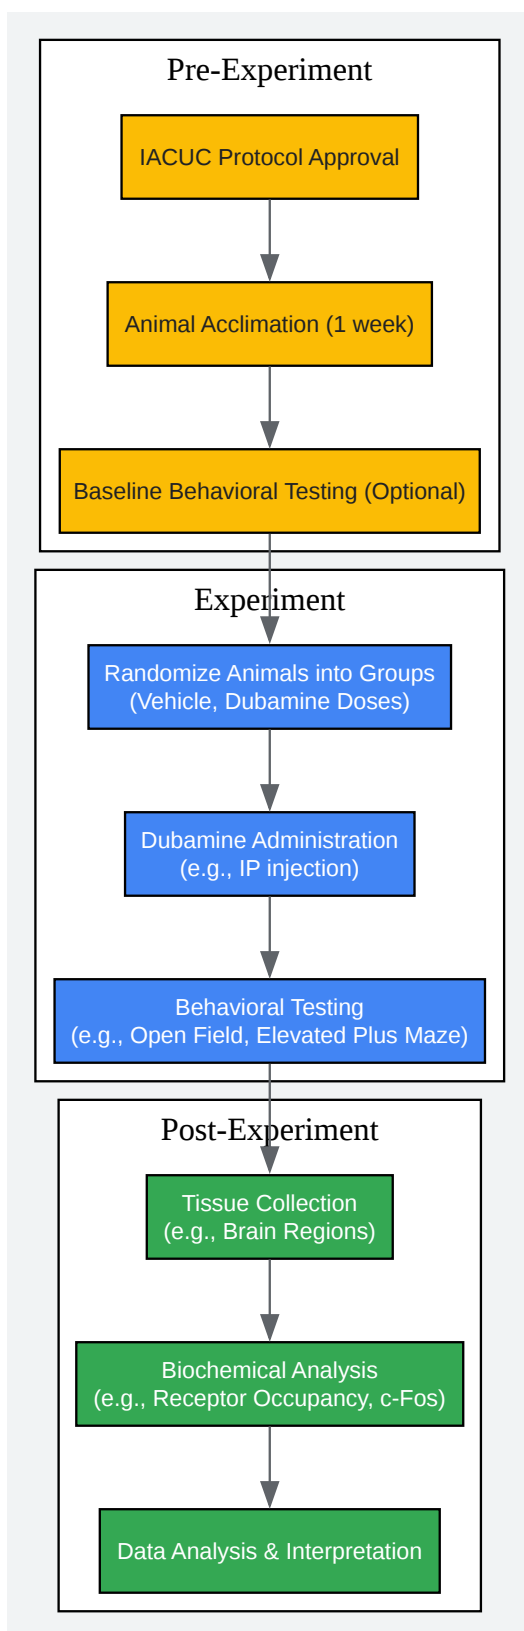 Pre-Experiment
IACUC Protocol Approval
Animal Acclimation (1 week)
Baseline Behavioral Testing (Optional)
Experiment
Randomize Animals into Groups
(Vehicle, Dubamine Doses)
Dubamine Administration
(e.g., IP injection)
Behavioral Testing
(e.g., Open Field, Elevated Plus Maze)
Post-Experiment
Tissue Collection
(e.g., Brain Regions)
Biochemical Analysis
(e.g., Receptor Occupancy, c-Fos)
Data Analysis & Interpretation